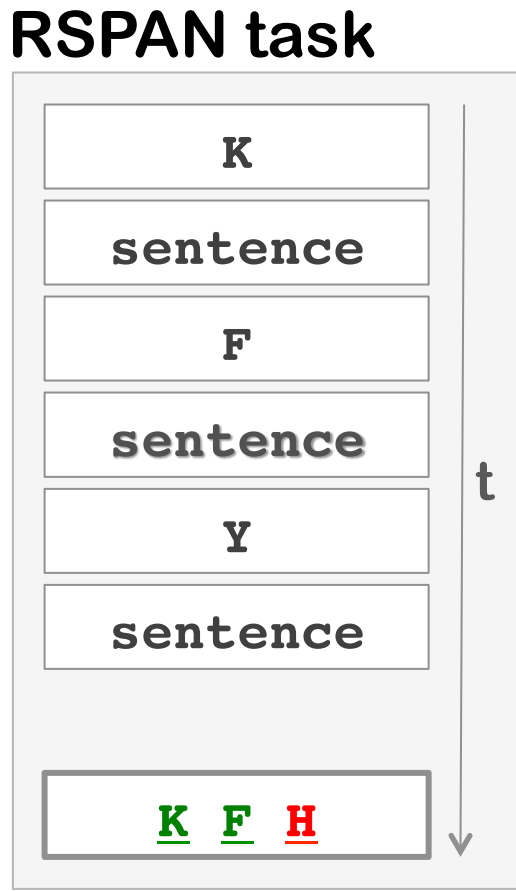 RSPAN task
K
sentence
F
sentence
t
Y
sentence
K F H